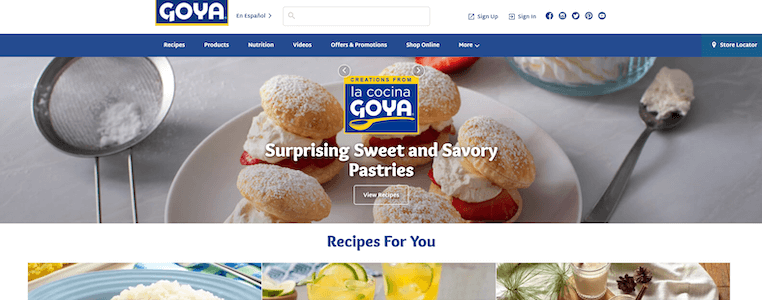 GOYA
En Español
Sign Up
Sign In
Recipes
Products
Nutrition
Videos
Offers & Promotions
Shop Online
More
Store Locator
CREATIONS FROM
la cocina
GOYA
Surprising Sweet and Savory
Pastries
View Recipes
Recipes For You